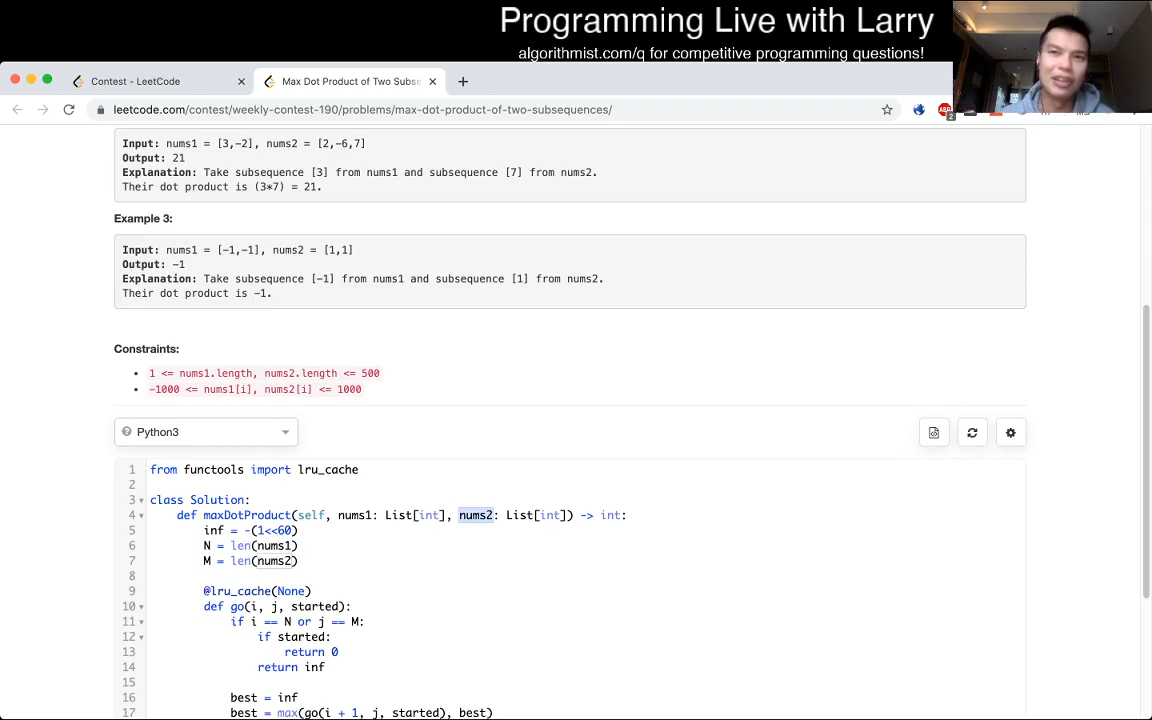 Programming Live with Larry
algorithmist.com/q for competitive programming questions!
Contest - LeetCode
Max Dot Product of Two Subse
leetcode.com/contest/weekly-contest-190/problems/max-dot-product-of-two-subsequences/
ABP
2
Input: nums1 = [3,-2], nums2 = [2,-6,7]
Output: 21
Explanation: Take subsequence [3] from nums1 and subsequence [7] from nums2.
Their dot product is (3*7) = 21.
Example 3:
Input: nums1 = [-1,-1], nums2 = [1,1]
Output: -1
Explanation: Take subsequence [-1] from nums1 and subsequence [1] from nums2.
Their dot product is -1.
Constraints:
1 <= nums1.length, nums2.length <= 500
-1000 <= nums1[i], nums2[i] <= 1000
Python3
1 from functools import lru_cache
2
3 class Solution:
4 def maxDotProduct(self, nums1: List[int], nums2: List[int]) -> int:
5 inf = -(1<<60)
6 N = len(nums1)
7 M = len(nums2)
8
9 @lru_cache(None)
10 def go(i, j, started):
11 if i == N or j == M:
12 if started:
13 return 0
14 return inf
15
16 best = inf
17 best = max(go(i + 1, j, started), best)